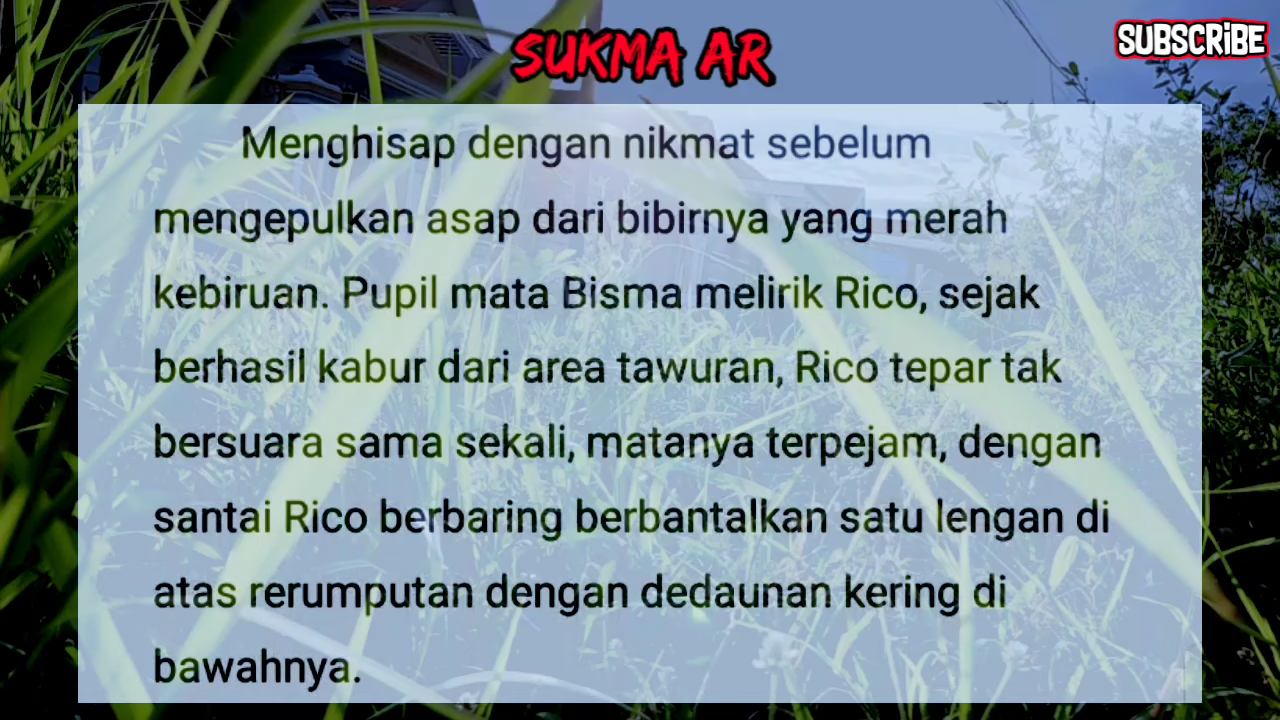 SUKMA AR
SUBSCRiBE
Menghisap dengan nikmat sebelum
mengepulkan asap dari bibirnya yang merah
kebiruan. Pupil mata Bisma melirik Rico, sejak
berhasil kabur dari area tawuran, Rico tepar tak
bersuara sama sekali, matanya terpejam, dengan
santai Rico berbaring berbantalkan satu lengan di
atas rerumputan dengan dedaunan kering di
bawahnya.